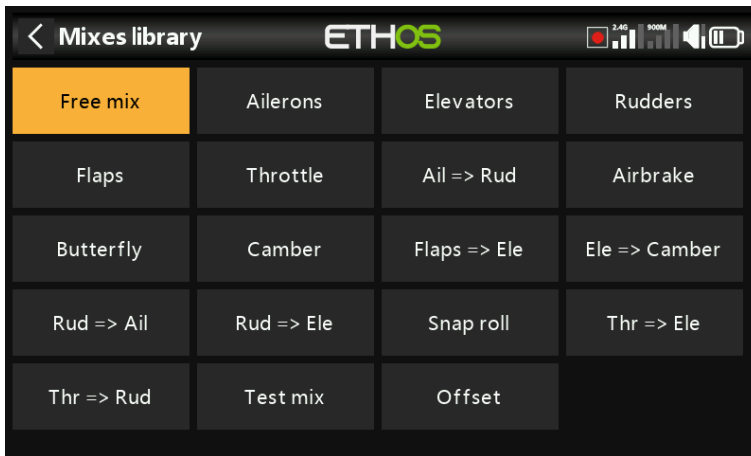 Mixes library ETHOS 2.4G 900M
Free mix Ailerons Elevators Rudders
Flaps Throttle Ail => Rud Airbrake
Butterfly Camber Flaps => Ele Ele => Camber
Rud => Ail Rud => Ele Snap roll Thr => Ele
Thr => Rud Test mix Offset